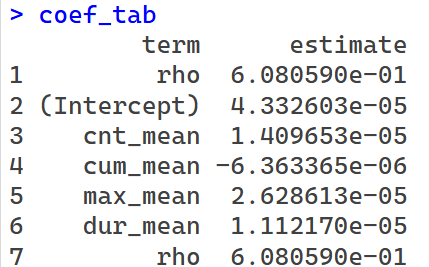 > coef_tab
term estimate
1 rho 6.080590e-01
2 (Intercept) 4.332603e-05
3 cnt_mean 1.409653e-05
4 cum_mean -6.363365e-06
5 max_mean 2.628613e-05
6 dur_mean 1.112170e-05
7 rho 6.080590e-01